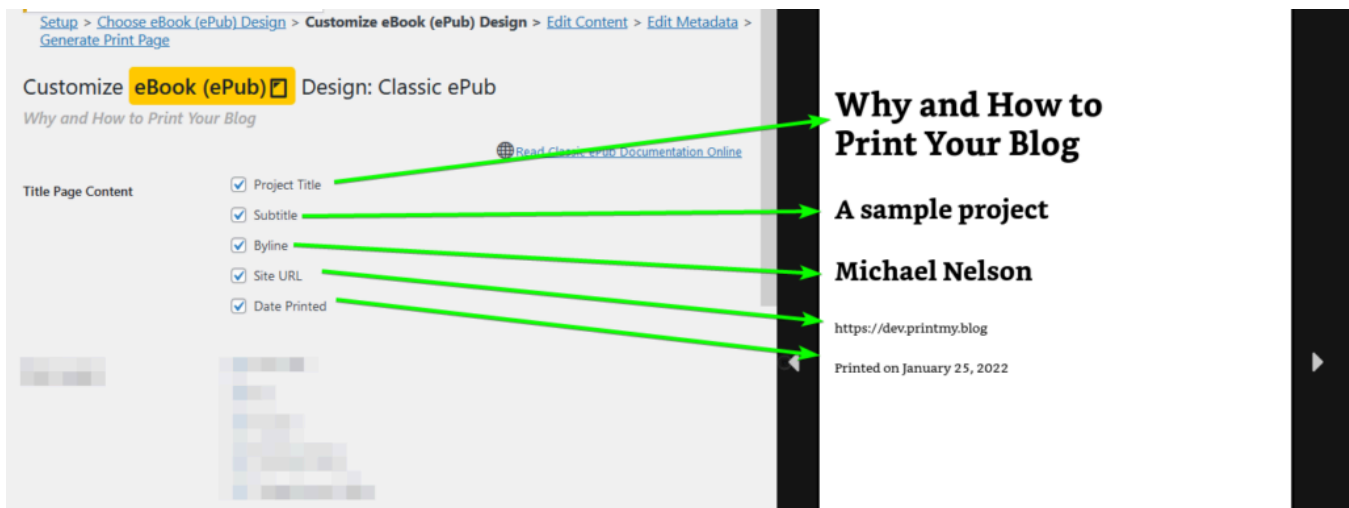 Setup > Choose eBook (ePub) Design > Customize eBook (ePub) Design > Edit Content > Edit Metadata >
Generate Print Page
Customize eBook (ePub) Design: Classic ePub
Why and How to Print Your Blog
Read Classic ePub Documentation Online
Title Page Content
Project Title
Subtitle
Byline
Site URL
Date Printed
Why and How to
Print Your Blog
A sample project
Michael Nelson
https://dev.printmy.blog
Printed on January 25, 2022